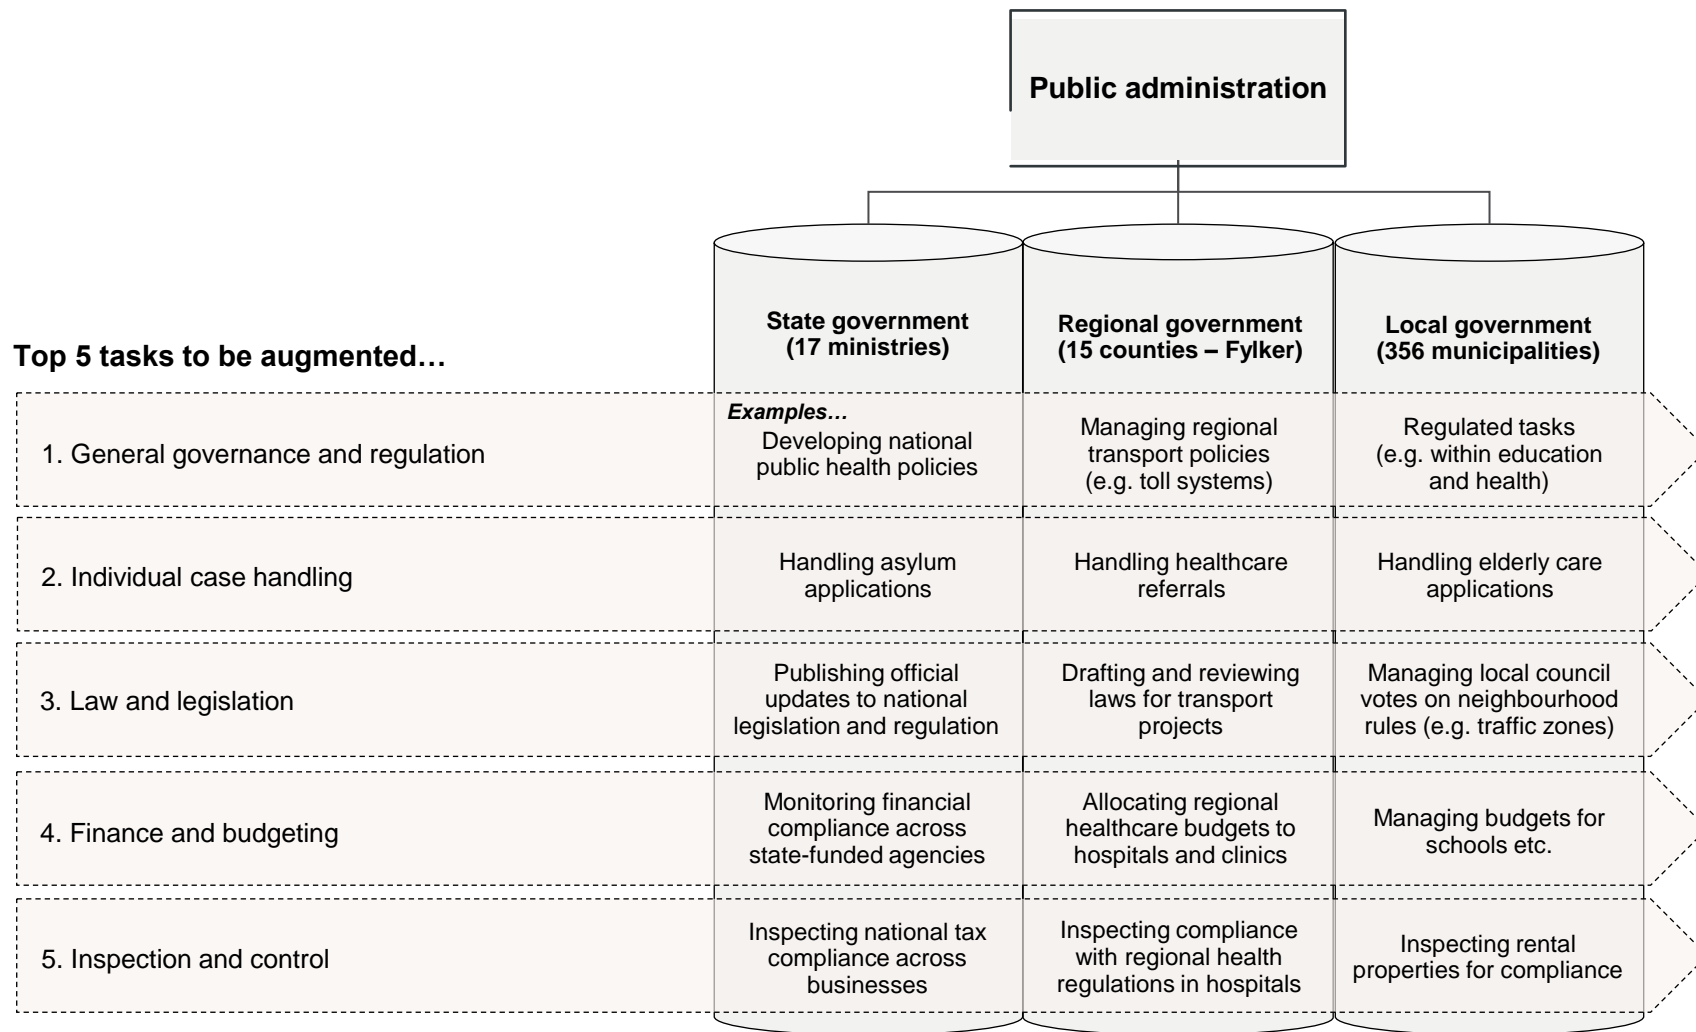 Public administration
State government
(17 ministries)
Regional government
(15 counties – Fylker)
Local government
(356 municipalities)
Top 5 tasks to be augmented…
1. General governance and regulation
Examples…
Developing national
public health policies
Managing regional
transport policies
(e.g. toll systems)
Regulated tasks
(e.g. within education
and health)
2. Individual case handling
Handling asylum
applications
Handling healthcare
referrals
Handling elderly care
applications
3. Law and legislation
Publishing official
updates to national
legislation and regulation
Drafting and reviewing
laws for transport
projects
Managing local council
votes on neighbourhood
rules (e.g. traffic zones)
4. Finance and budgeting
Monitoring financial
compliance across
state-funded agencies
Allocating regional
healthcare budgets to
hospitals and clinics
Managing budgets for
schools etc.
5. Inspection and control
Inspecting national tax
compliance across
businesses
Inspecting compliance
with regional health
regulations in hospitals
Inspecting rental
properties for compliance